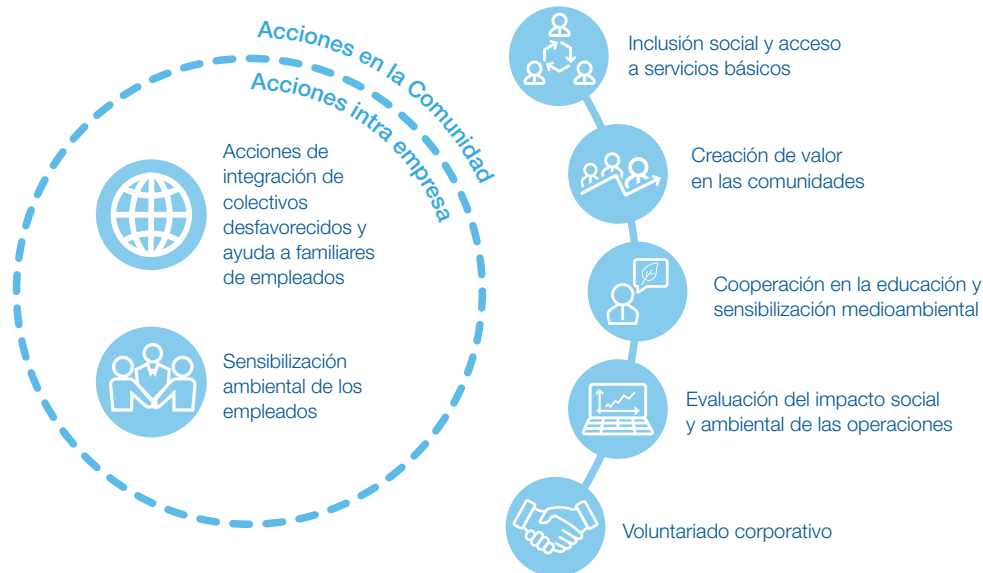 Acciones en la Comunidad
Acciones intra empresa
Acciones de
integración de
colectivos
desfavorecidos y
ayuda a familiares
de empleados
Sensibilización
ambiental de los
empleados
Inclusión social y acceso
a servicios básicos
Creación de valor
en las comunidades
Cooperación en la educación y
sensibilización medioambiental
Evaluación del impacto social
y ambiental de las operaciones
Voluntariado corporativo